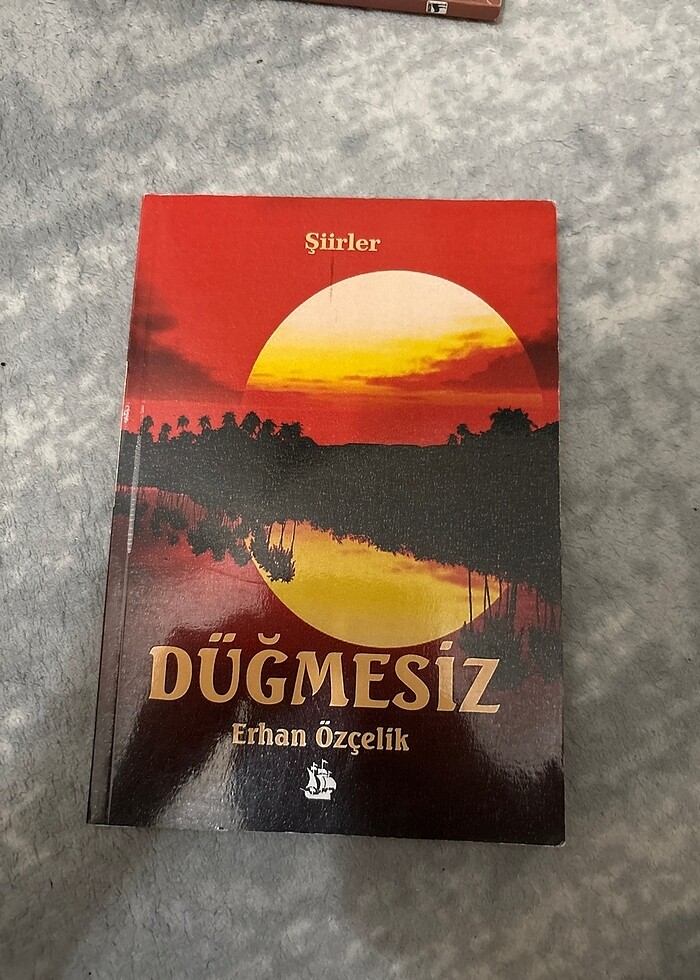 Şiirler
DÜĞMESİZ
Erhan Özçelik